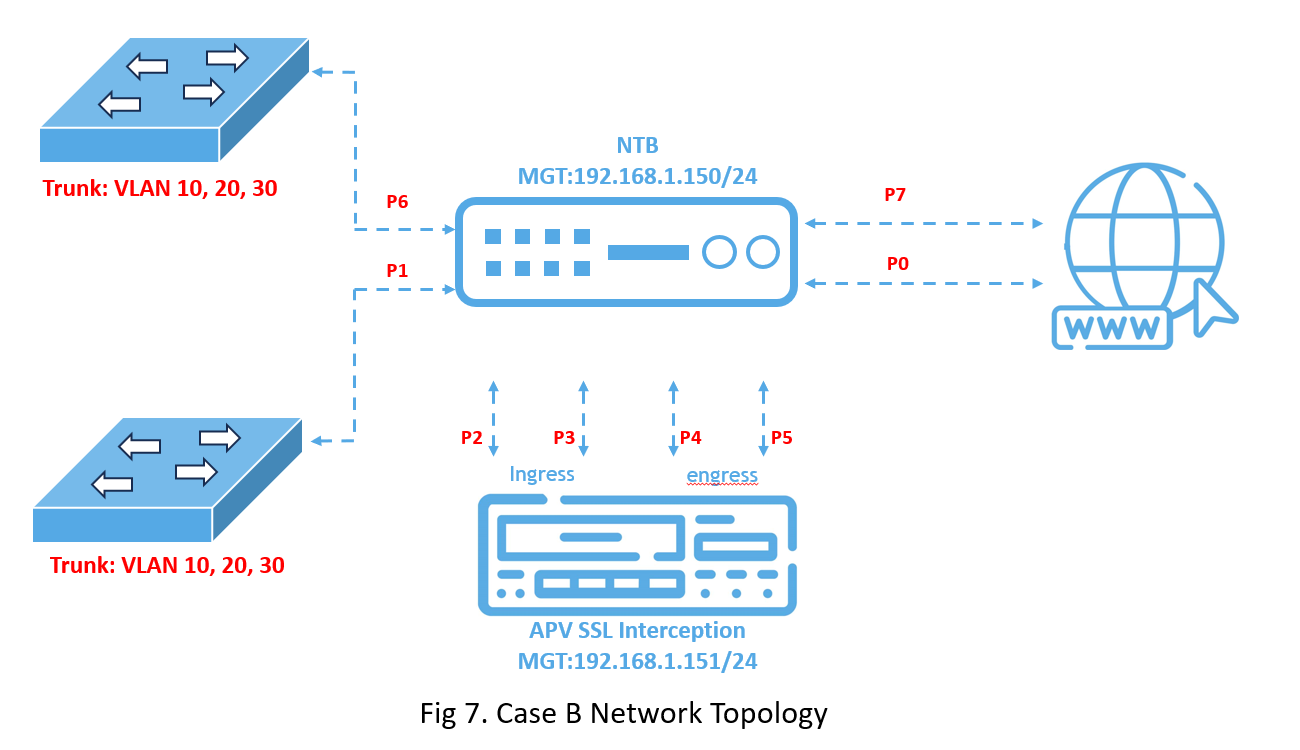 NTB
MGT:192.168.1.150/24
Trunk: VLAN 10, 20, 30
P6
P7
P1
P0
WWW
P2
P3
P4
P5
Ingress
engress
Trunk: VLAN 10, 20, 30
APV SSL Interception
MGT:192.168.1.151/24
Fig 7. Case B Network Topology